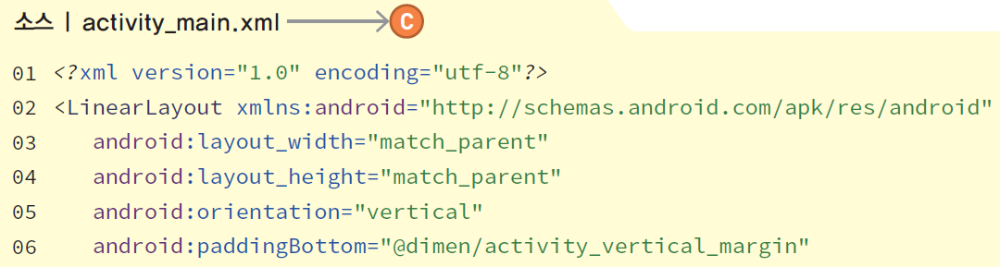 소스 | activity_main.xml C
01 <?xml version="1.0" encoding="utf-8"?>
02 <LinearLayout xmlns:android="http://schemas.android.com/apk/res/android"
03 android:layout_width="match_parent"
04 android:layout_height="match_parent"
05 android:orientation="vertical"
06 android:paddingBottom="@dimen/activity_vertical_margin"